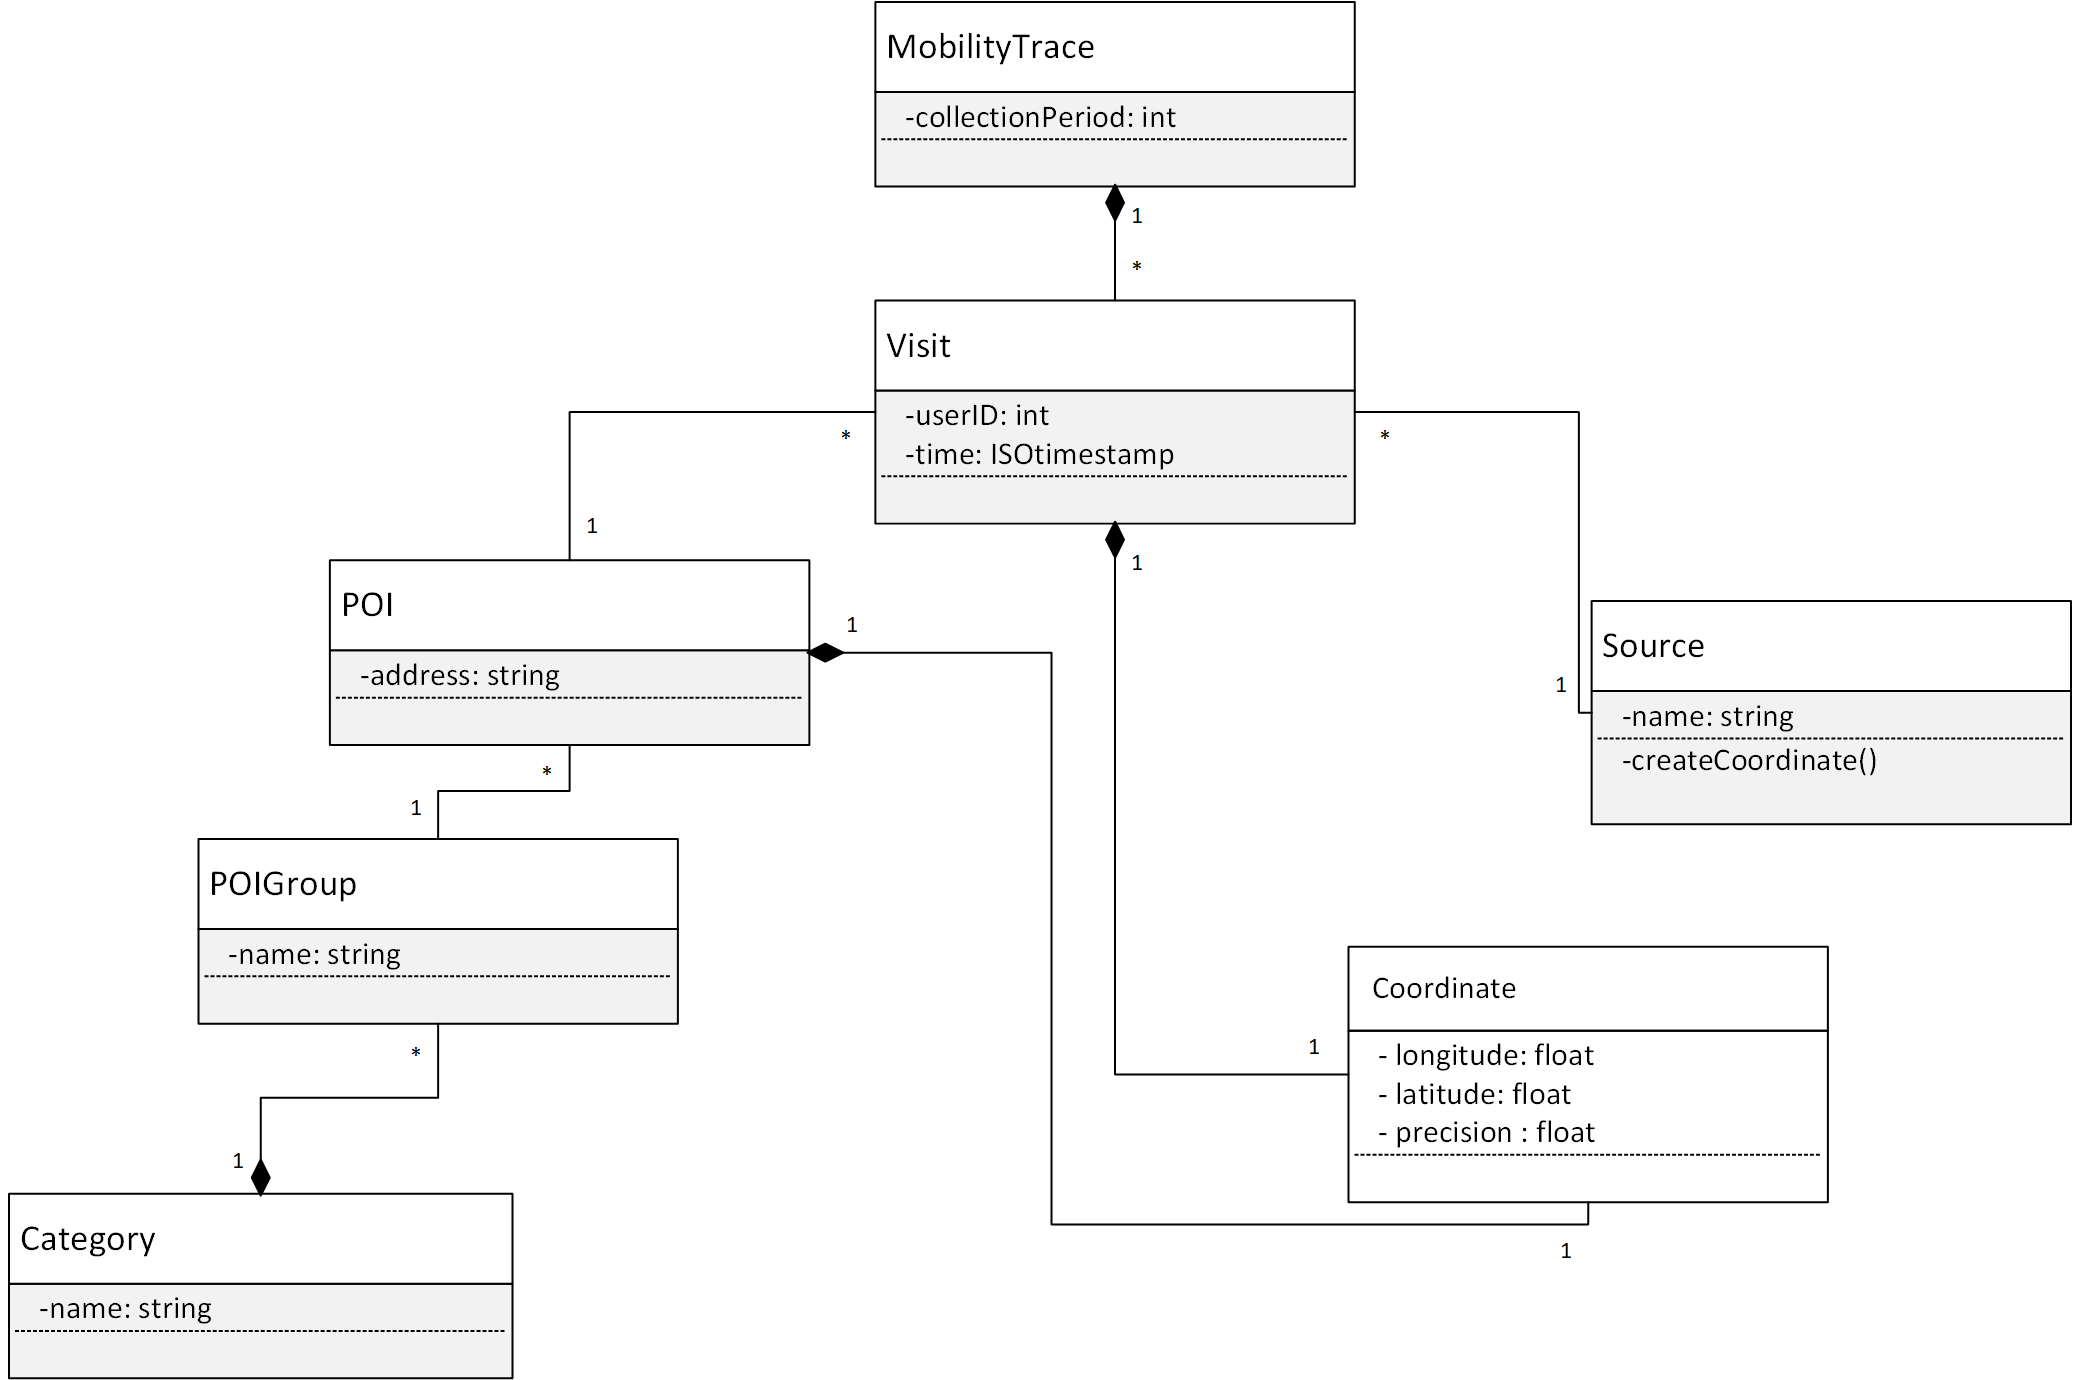 MobilityTrace
-collectionPeriod: int
1
*
Visit
-userID: int
-time: ISOtimestamp
*
*
1
1
POI
-address: string
1
Source
-name: string
-createCoordinate()
1
*
1
POIGroup
-name: string
*
Coordinate
- longitude: float
- latitude: float
- precision : float
1
1
1
Category
-name: string